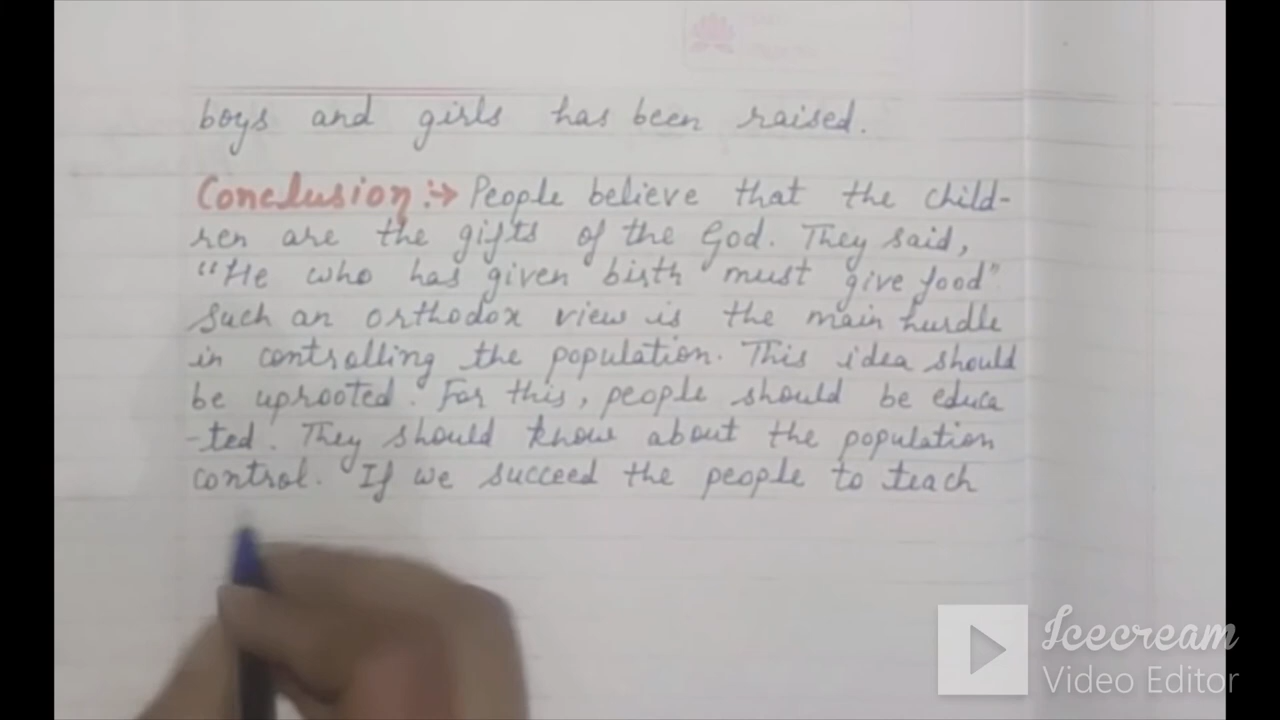 boys and girls has been raised.
Conclusion :→ People believe that the child-
ren are the gifts of the God. They said,
"He who has given birth must give food"
Such an orthodox view is the main hurdle
in controlling the population. This idea should
be uprooted. For this, people should be educa
-ted. They should know about the population
control. If we succeed the people to teach
Icecream
Video Editor